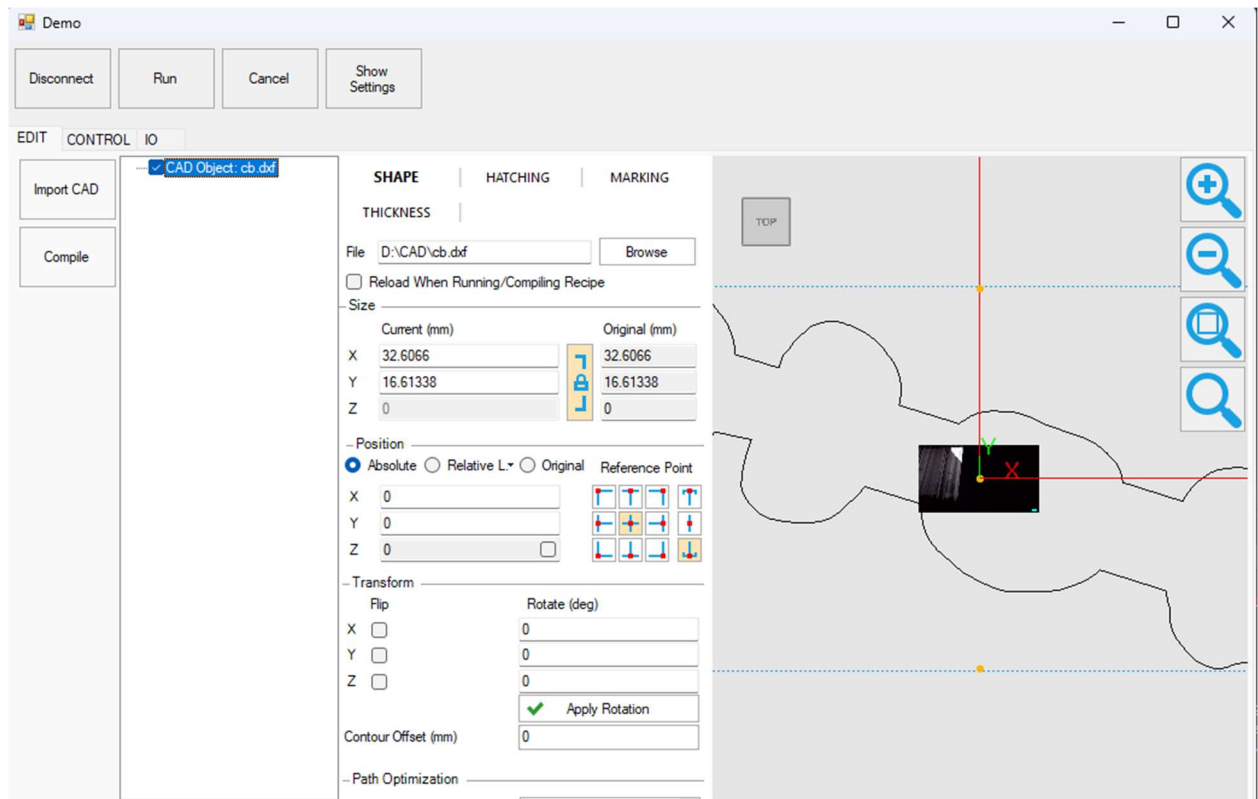 Demo
Disconnect Run Cancel Show Settings
EDIT CONTROL IO
Import CAD
Compile
CAD Object: cb.dxf
SHAPE HATCHING MARKING
THICKNESS
File D:\CAD\cb.dxf Browse
Reload When Running/Compiling Recipe
Size
Current (mm) Original (mm)
X 32.6066 32.6066
Y 16.61338 16.61338
Z 0 0
Position
Absolute Relative L. Original Reference Point
X 0
Y 0
Z 0
Transform
Flip Rotate (deg)
X 0
Y 0
Z 0
Apply Rotation
Contour Offset (mm) 0
Path Optimization
TOP
Y
X